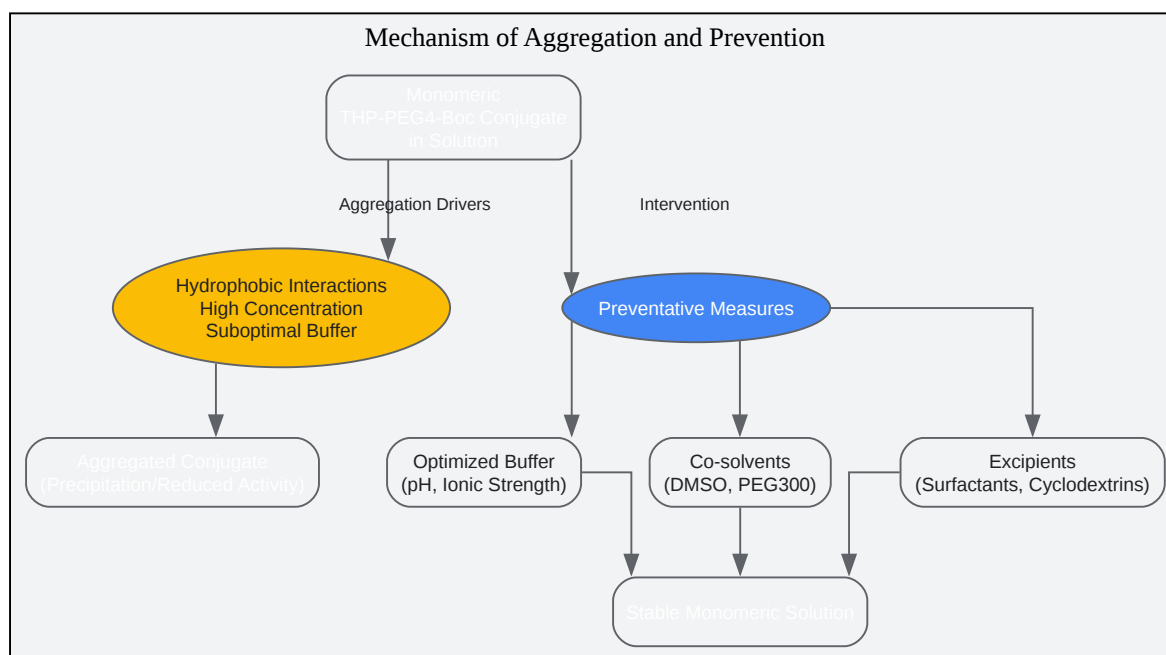 Mechanism of Aggregation and Prevention
Monomeric
THP-PEG4-Boc Conjugate
in Solution
Aggregation Drivers
Intervention
Hydrophobic Interactions
High Concentration
Suboptimal Buffer
Preventative Measures
Aggregated Conjugate
(Precipitation/Reduced Activity)
Optimized Buffer
(pH, Ionic Strength)
Co-solvents
(DMSO, PEG300)
Excipients
(Surfactants, Cyclodextrins)
Stable Monomeric Solution